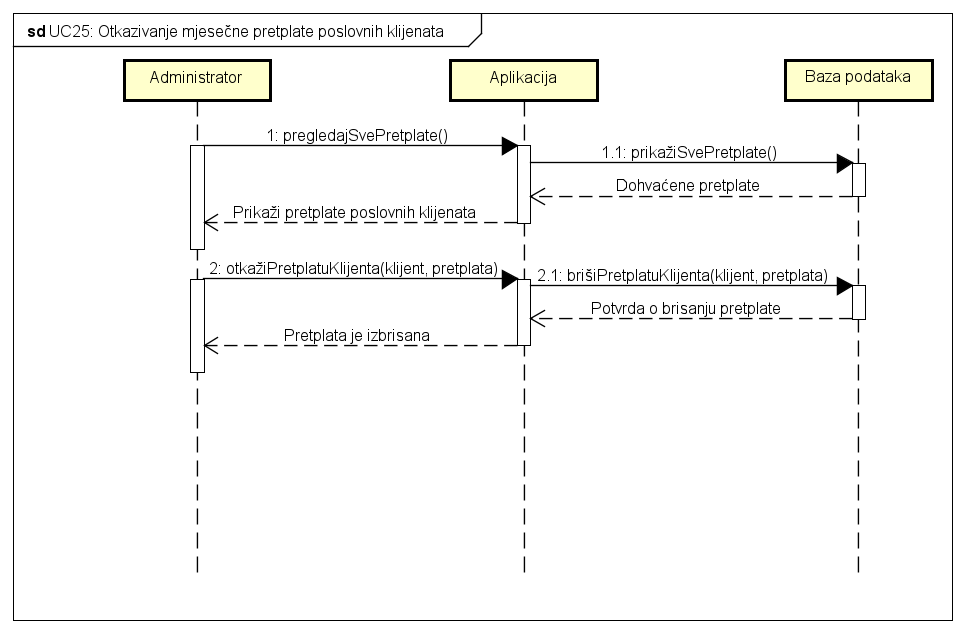 sd UC25: Otkazivanje mjesečne pretplate poslovnih klijenata
Administrator
Aplikacija
Baza podataka
1: pregledajSvePretplate()
1.1: prikažiSvePretplate()
Dohvaćene pretplate
Prikaži pretplate poslovnih klijenata
2: otkažiPretplatuKlijenta(klijent, pretplata)
2.1: brišiPretplatuKlijenta(klijent, pretplata)
Potvrda o brisanju pretplate
Pretplata je izbrisana